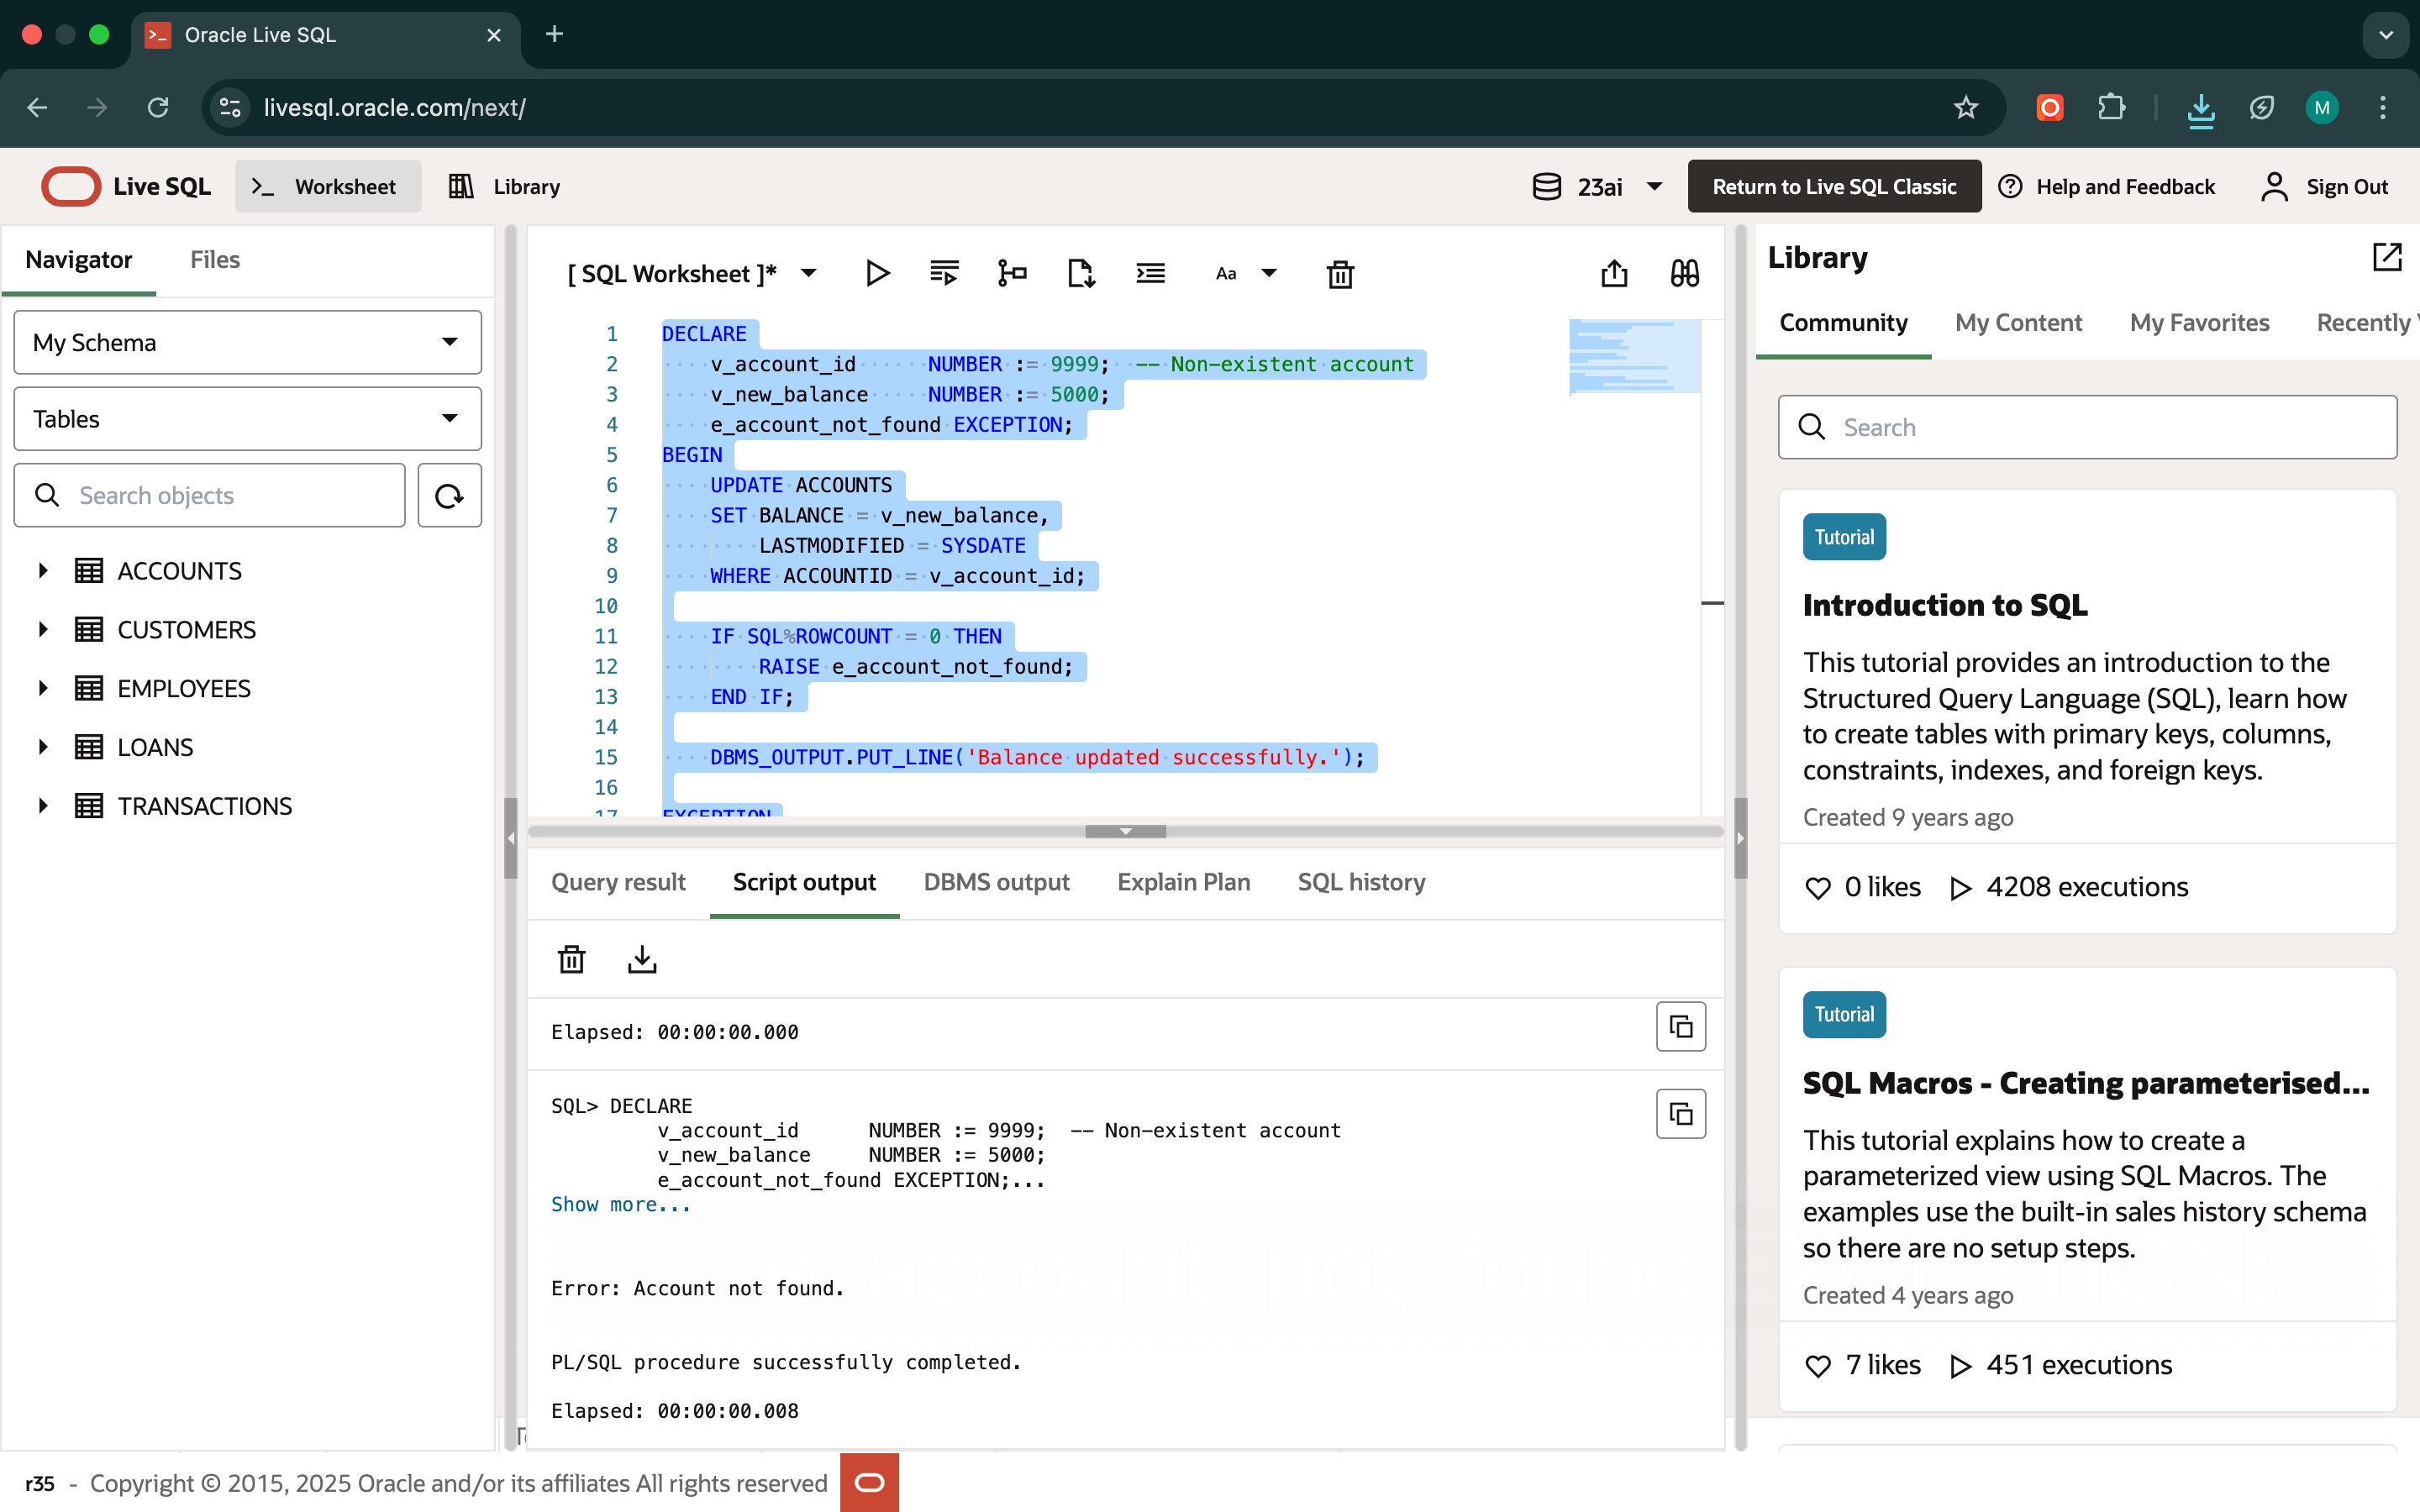 Oracle Live SQL
livesql.oracle.com/next/
M
Live SQL
Worksheet
Library
23ai
Return to Live SQL Classic
Help and Feedback
Sign Out
Navigator
Files
My Schema
Tables
Search objects
ACCOUNTS
CUSTOMERS
EMPLOYEES
LOANS
TRANSACTIONS
[ SQL Worksheet ]*
Aa
1 DECLARE
2 v_account_id NUMBER := 9999; -- Non-existent account
3 v_new_balance NUMBER := 5000;
4 e_account_not_found EXCEPTION;
5 BEGIN
6 UPDATE ACCOUNTS
7 SET BALANCE = v_new_balance,
8 LASTMODIFIED = SYSDATE
9 WHERE ACCOUNTID = v_account_id;
10
11 IF SQL%ROWCOUNT = 0 THEN
12 RAISE e_account_not_found;
13 END IF;
14
15 DBMS_OUTPUT.PUT_LINE('Balance updated successfully.');
16
17 EXCEPTION
Query result
Script output
DBMS output
Explain Plan
SQL history
Elapsed: 00:00:00.000
SQL> DECLARE
v_account_id NUMBER := 9999; -- Non-existent account
v_new_balance NUMBER := 5000;
e_account_not_found EXCEPTION;...
Show more...
Error: Account not found.
PL/SQL procedure successfully completed.
Elapsed: 00:00:00.008
Library
Community
My Content
My Favorites
Recently
Search
Tutorial
Introduction to SQL
This tutorial provides an introduction to the
Structured Query Language (SQL), learn how
to create tables with primary keys, columns,
constraints, indexes, and foreign keys.
Created 9 years ago
0 likes
4208 executions
Tutorial
SQL Macros - Creating parameterised...
This tutorial explains how to create a
parameterized view using SQL Macros. The
examples use the built-in sales history schema
so there are no setup steps.
Created 4 years ago
7 likes
451 executions
r35 - Copyright © 2015, 2025 Oracle and/or its affiliates All rights reserved